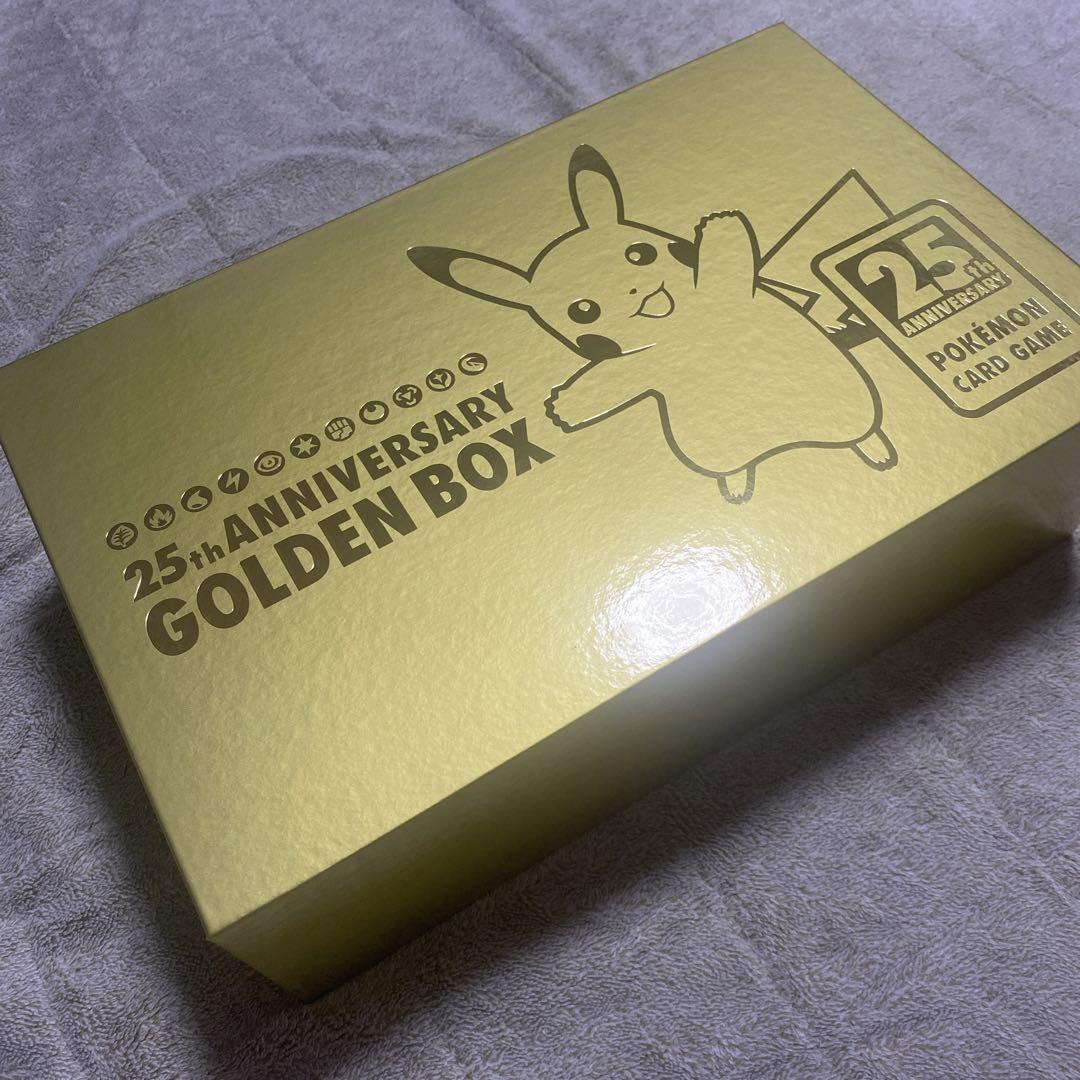 25th ANNIVERSARY
GOLDEN BOX
25th
ANNIVERSARY
POKÉMON
CARD GAME